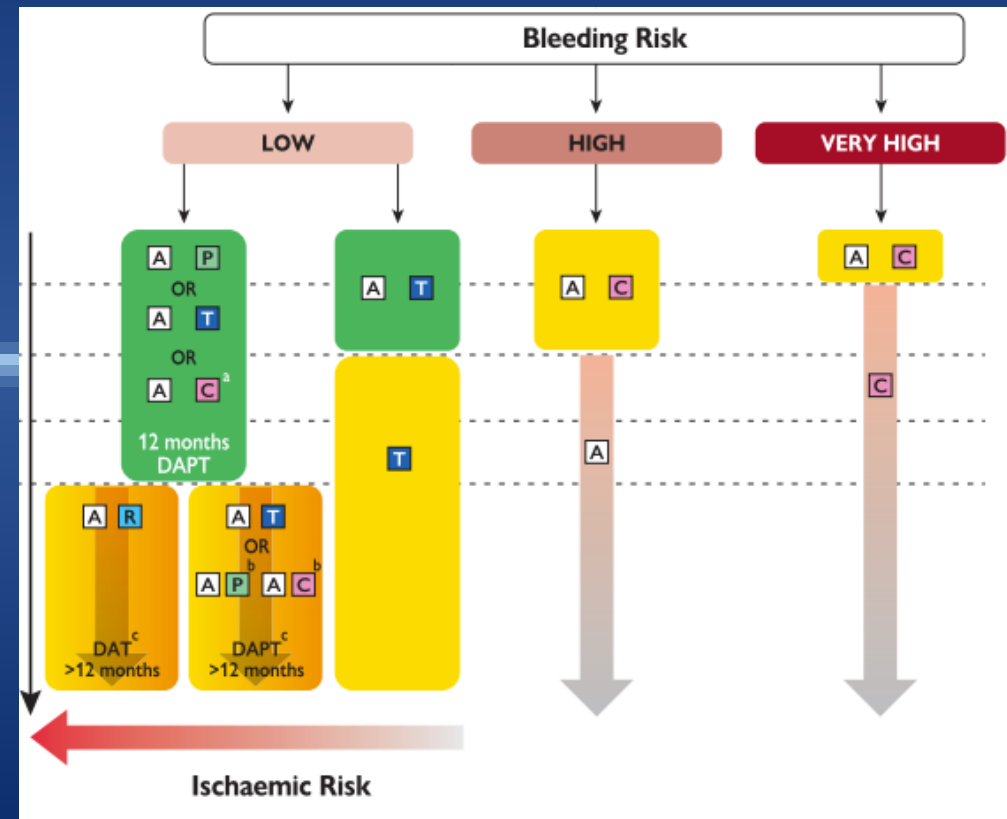 Bleeding Risk
LOW
HIGH
VERY HIGH
A P
OR
A T
OR
A C a
12 months
DAPT
A T
A C
A C
T
A
C
A R
DAT c
>12 months
A T
OR
A P b A C b
DAPT c
>12 months
Ischaemic Risk